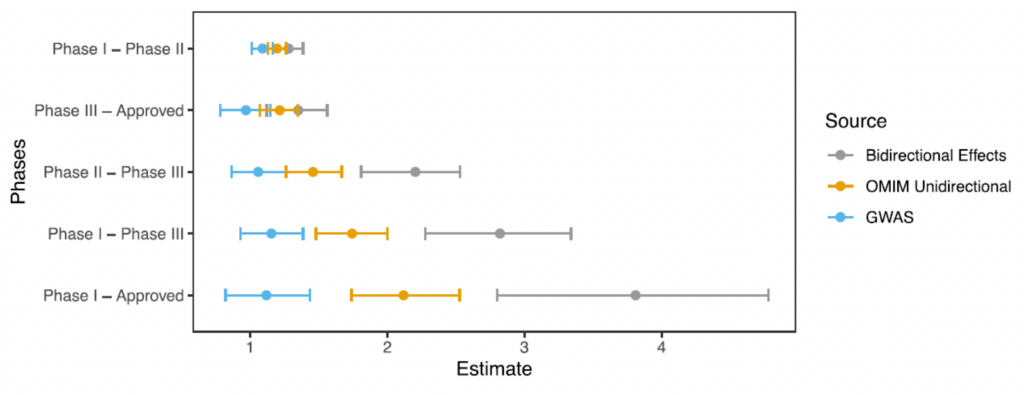 Phase I – Phase II
Phase III – Approved
Phase II – Phase III
Phase I – Phase III
Phase I – Approved
Phases
1 2 3 4
Estimate
Source
Bidirectional Effects
OMIM Unidirectional
GWAS